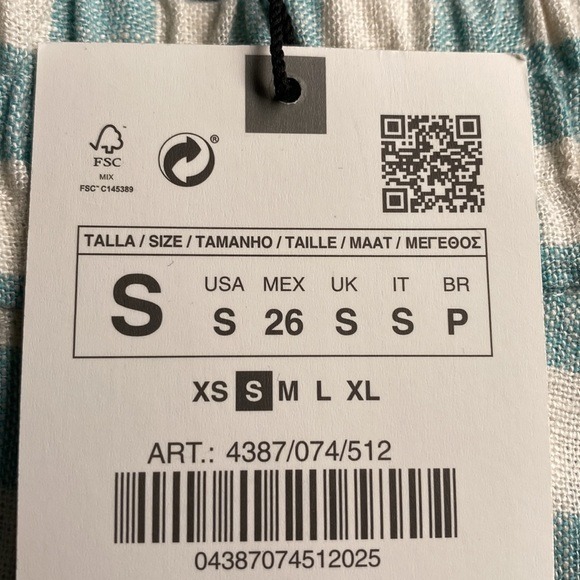 FSC
MIX
FSC™ C145389
TALLA / SIZE / TAMANHO / TAILLE / MAAT / ΜΕΓΕΘΟΣ
S
USA MEX UK IT BR
S 26 S S P
XS S M L XL
ART.: 4387/074/512
04387074512025